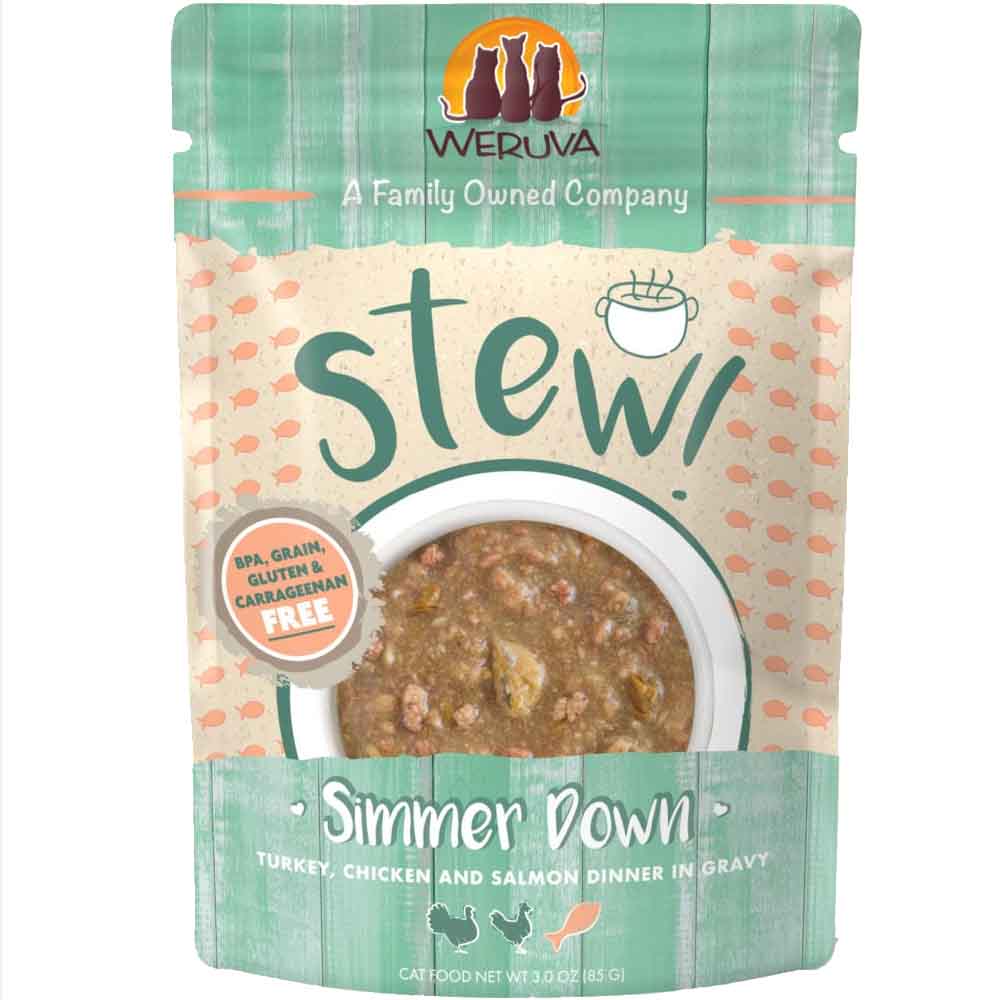 WERUVA
A Family Owned Company
stew!
BPA, GRAIN,
GLUTEN &
CARRAGEENAN
FREE
Simmer Down
TURKEY, CHICKEN AND SALMON DINNER IN GRAVY
CAT FOOD NET WT 3.0 OZ (85 G)